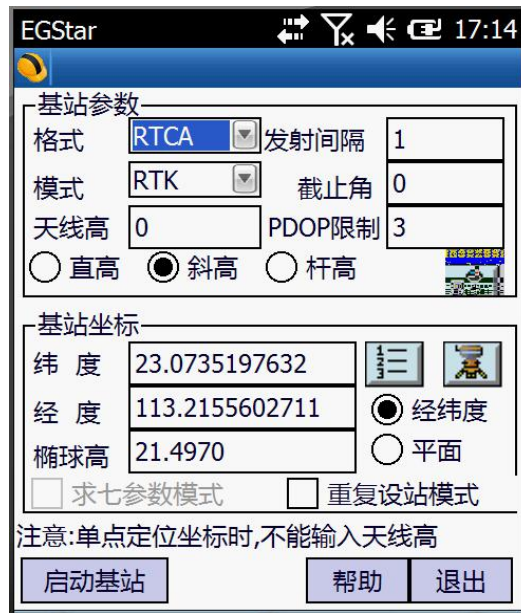 EGStar 17:14
基站参数
格式 RTCA 发射间隔 1
模式 RTK 截止角 0
天线高 0 PDOP限制 3
直高 斜高 杆高
基站坐标
纬 度 23.0735197632
经 度 113.2155602711 经纬度
椭球高 21.4970 平面
求七参数模式 重复设站模式
注意:单点定位坐标时,不能输入天线高
启动基站 帮助 退出